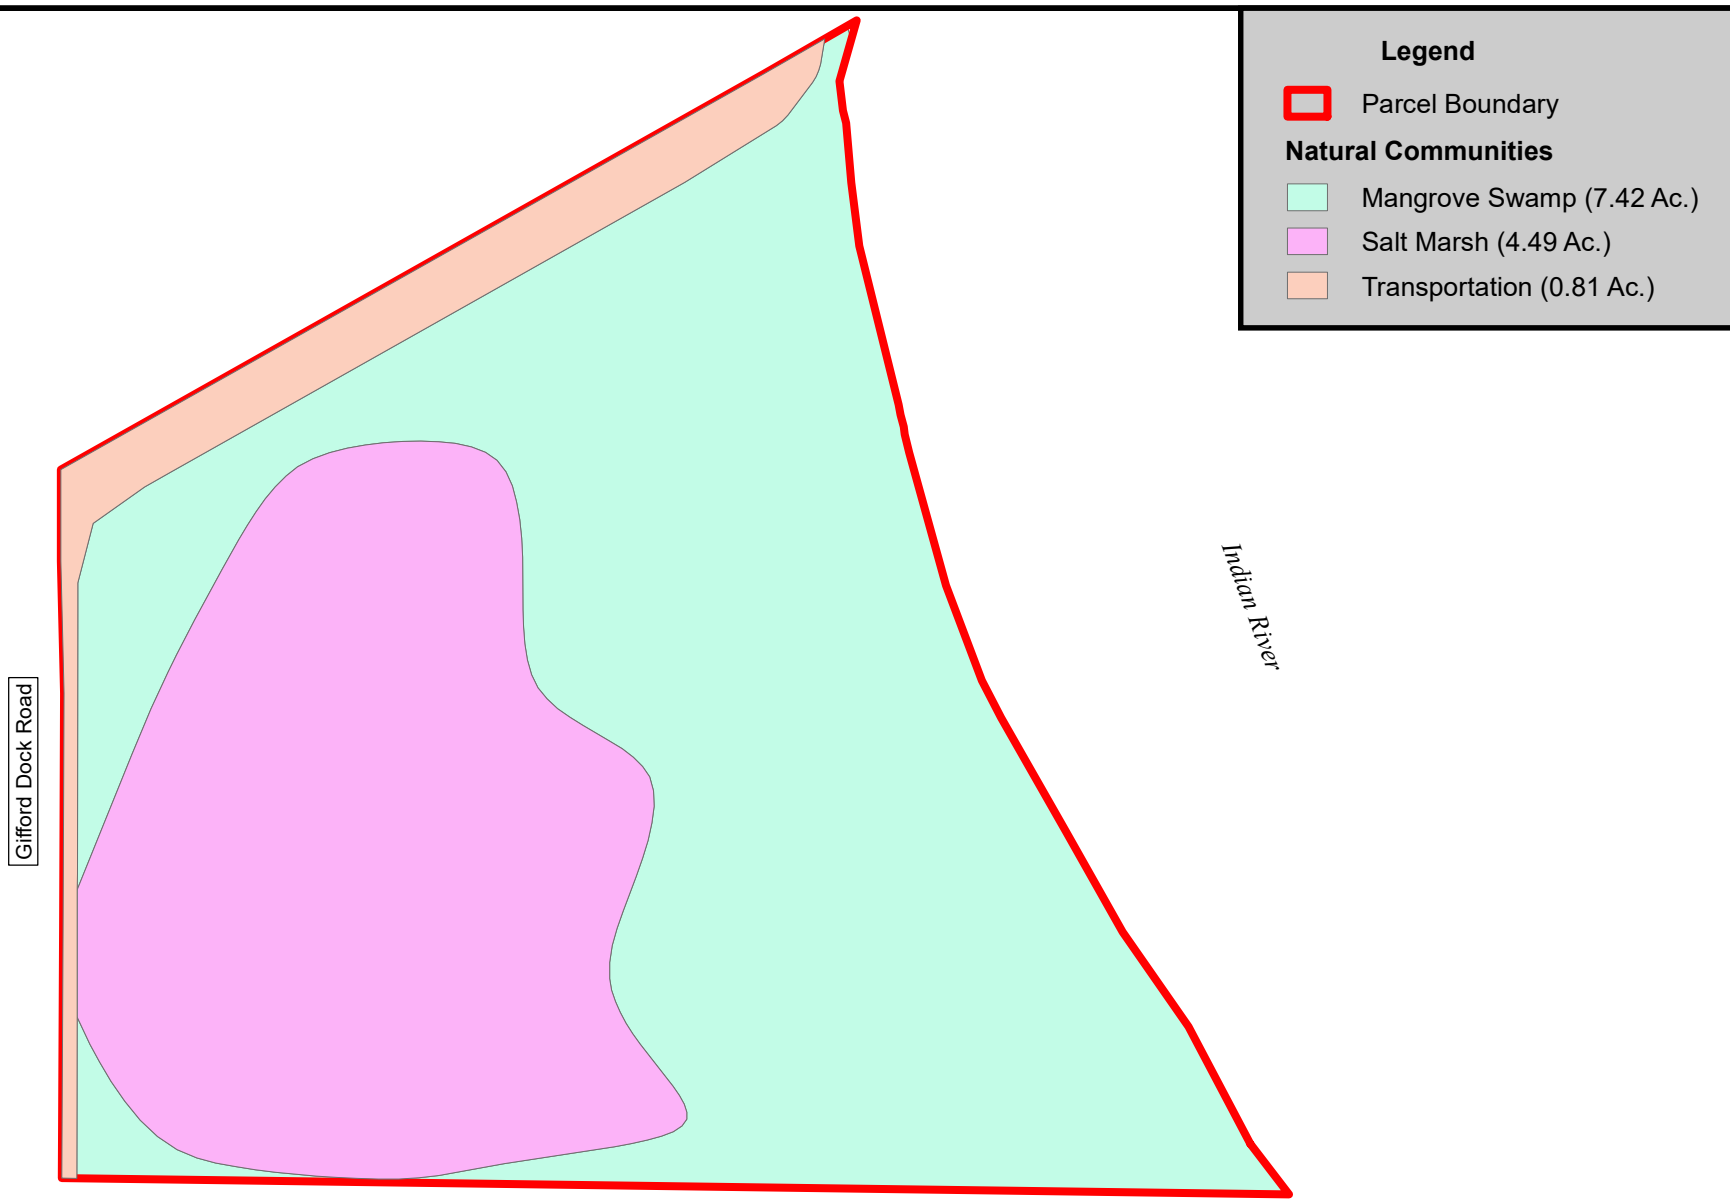 Legend
Parcel Boundary
Natural Communities
Mangrove Swamp (7.42 Ac.)
Salt Marsh (4.49 Ac.)
Transportation (0.81 Ac.)
Indian River
Gifford Dock Road